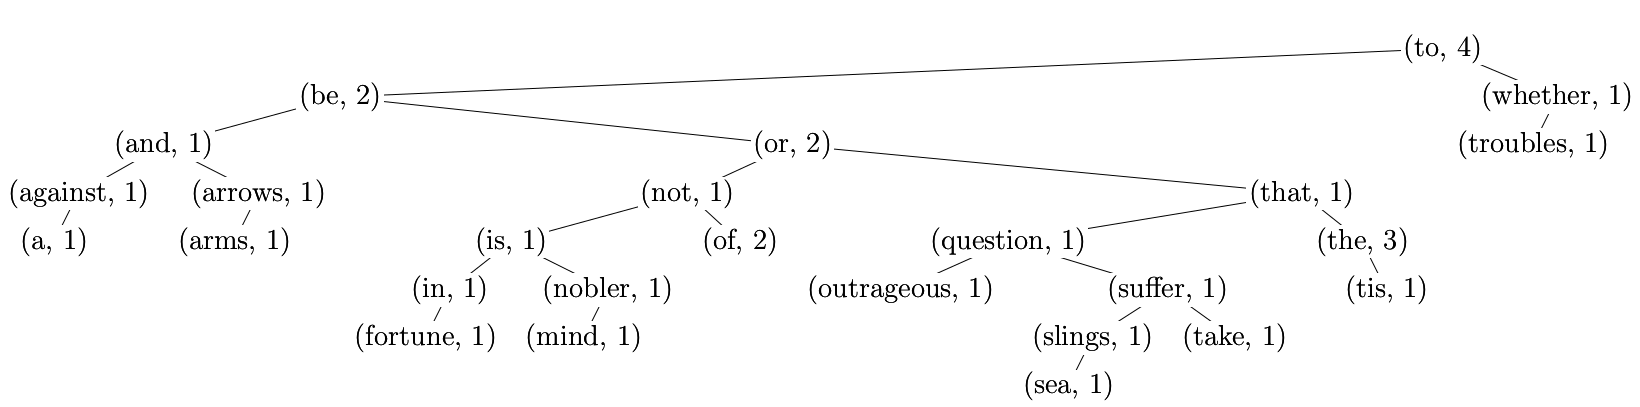 (to, 4)
(be, 2) (whether, 1)
(and, 1) (or, 2) (troubles, 1)
(against, 1) (arrows, 1) (not, 1) (that, 1)
(a, 1) (arms, 1) (is, 1) (of, 2) (question, 1) (the, 3)
(in, 1) (nobler, 1) (outrageous, 1) (suffer, 1) (tis, 1)
(fortune, 1) (mind, 1) (slings, 1) (take, 1)
(sea, 1)